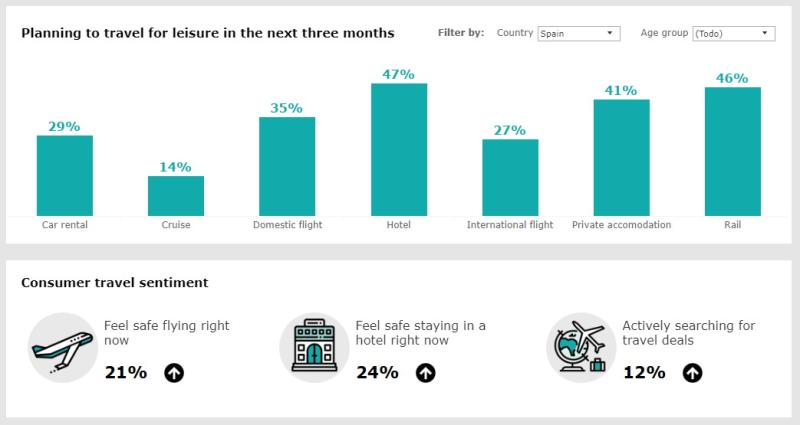 Planning to travel for leisure in the next three months
Filter by: Country Spain Age group (Todo)
47%
46%
41%
35%
29%
27%
14%
Car rental Cruise Domestic flight Hotel International flight Private accomodation Rail
Consumer travel sentiment
Feel safe flying right
now
21%
Feel safe staying in a
hotel right now
24%
Actively searching for
travel deals
12%